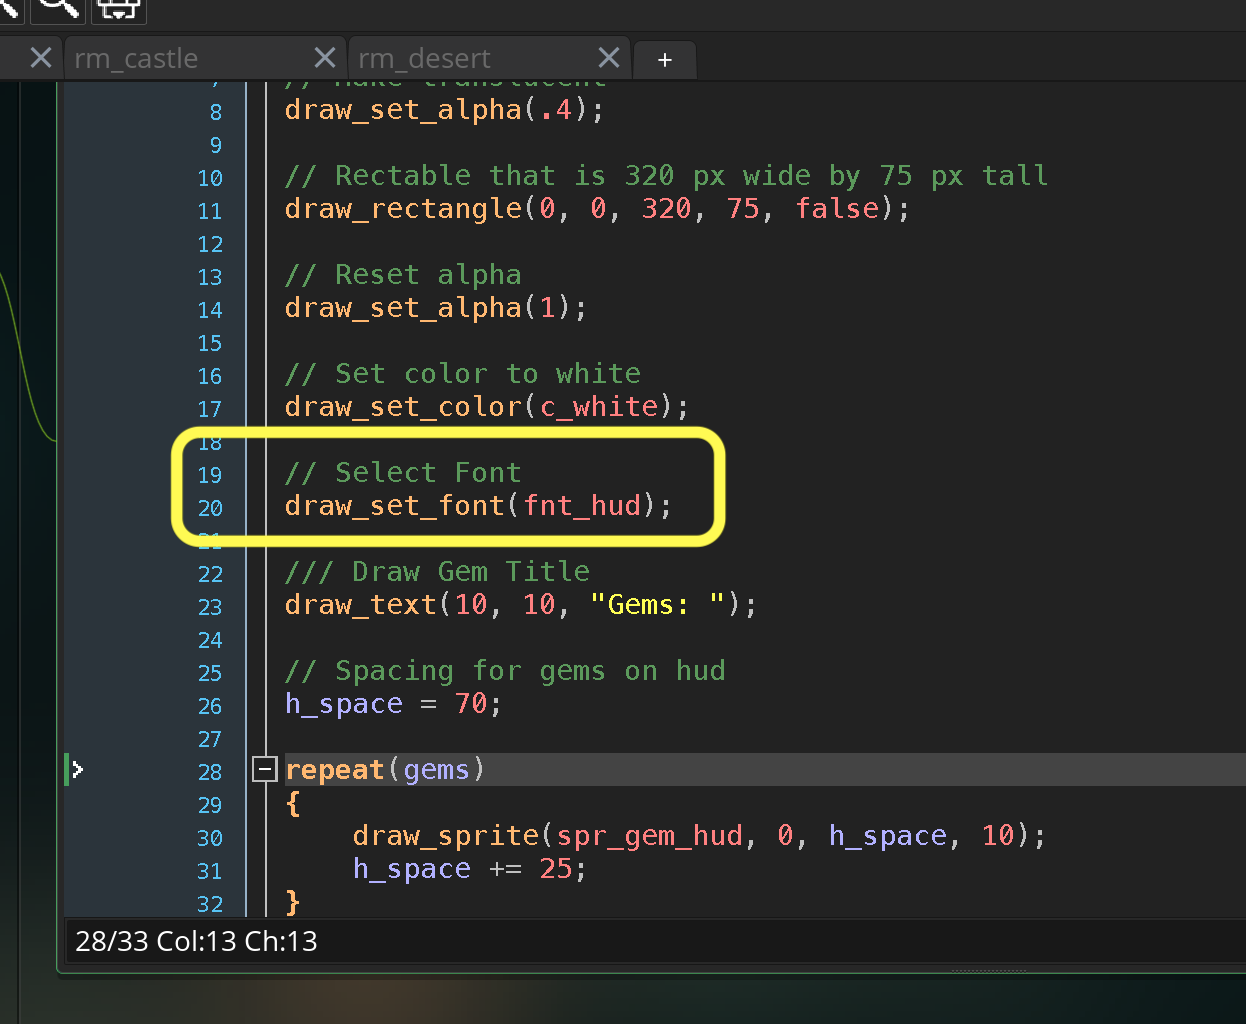 rm_castle
rm_desert
+
7 // Make translucent
8 draw_set_alpha(.4);
9
10 // Rectable that is 320 px wide by 75 px tall
11 draw_rectangle(0, 0, 320, 75, false);
12
13 // Reset alpha
14 draw_set_alpha(1);
15
16 // Set color to white
17 draw_set_color(c_white);
18
19 // Select Font
20 draw_set_font(fnt_hud);
21
22 /// Draw Gem Title
23 draw_text(10, 10, "Gems: ");
24
25 // Spacing for gems on hud
26 h_space = 70;
27
28 repeat(gems)
29 {
30 draw_sprite(spr_gem_hud, 0, h_space, 10);
31 h_space += 25;
32 }
28/33 Col:13 Ch:13